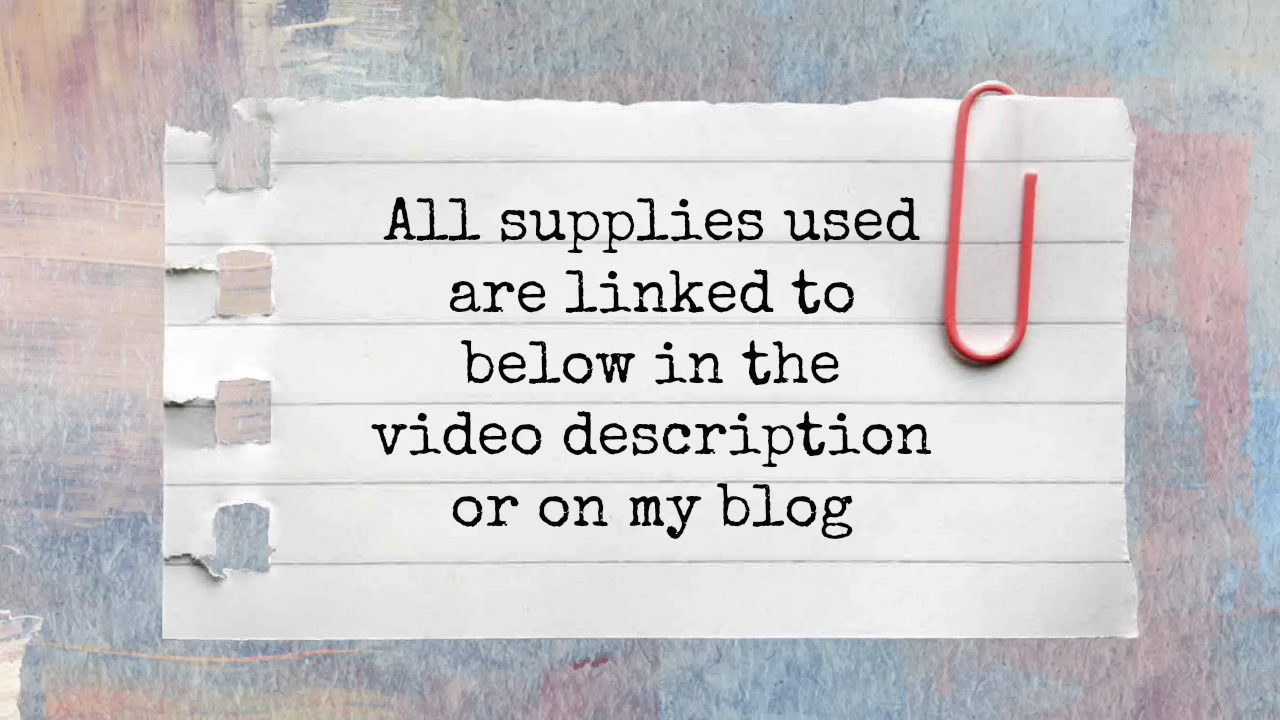 All supplies used
are linked to
below in the
video description
or on my blog